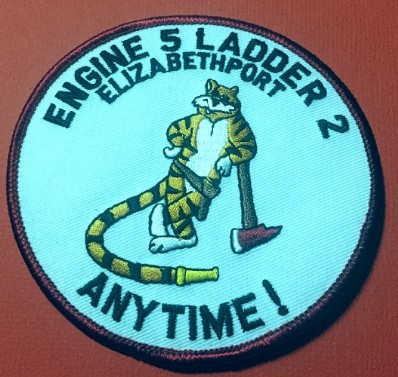 ENGINE 5 LADDER 2
ELIZABETHPORT
ANYTIME!